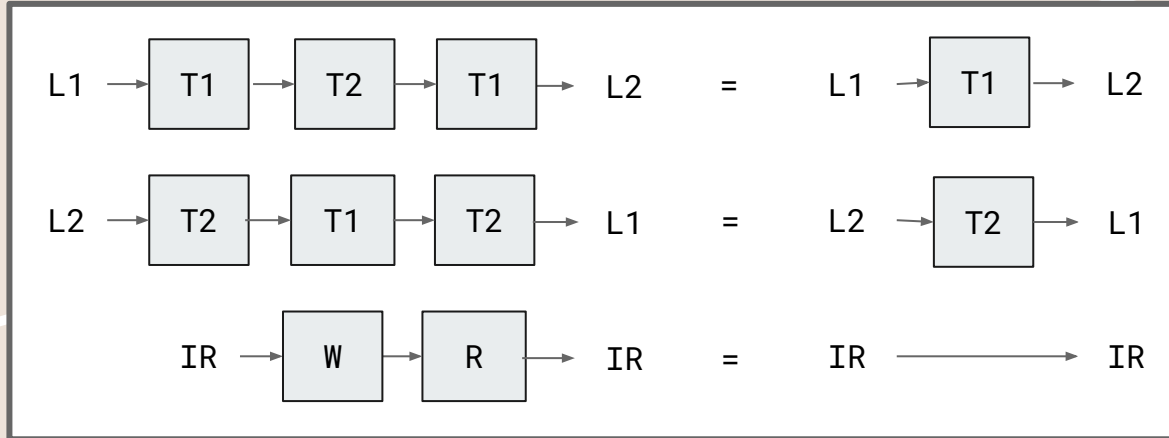 L1 T1 T2 T1 L2 = L1 T1 L2
L2 T2 T1 T2 L1 = L2 T2 L1
IR W R IR = IR IR